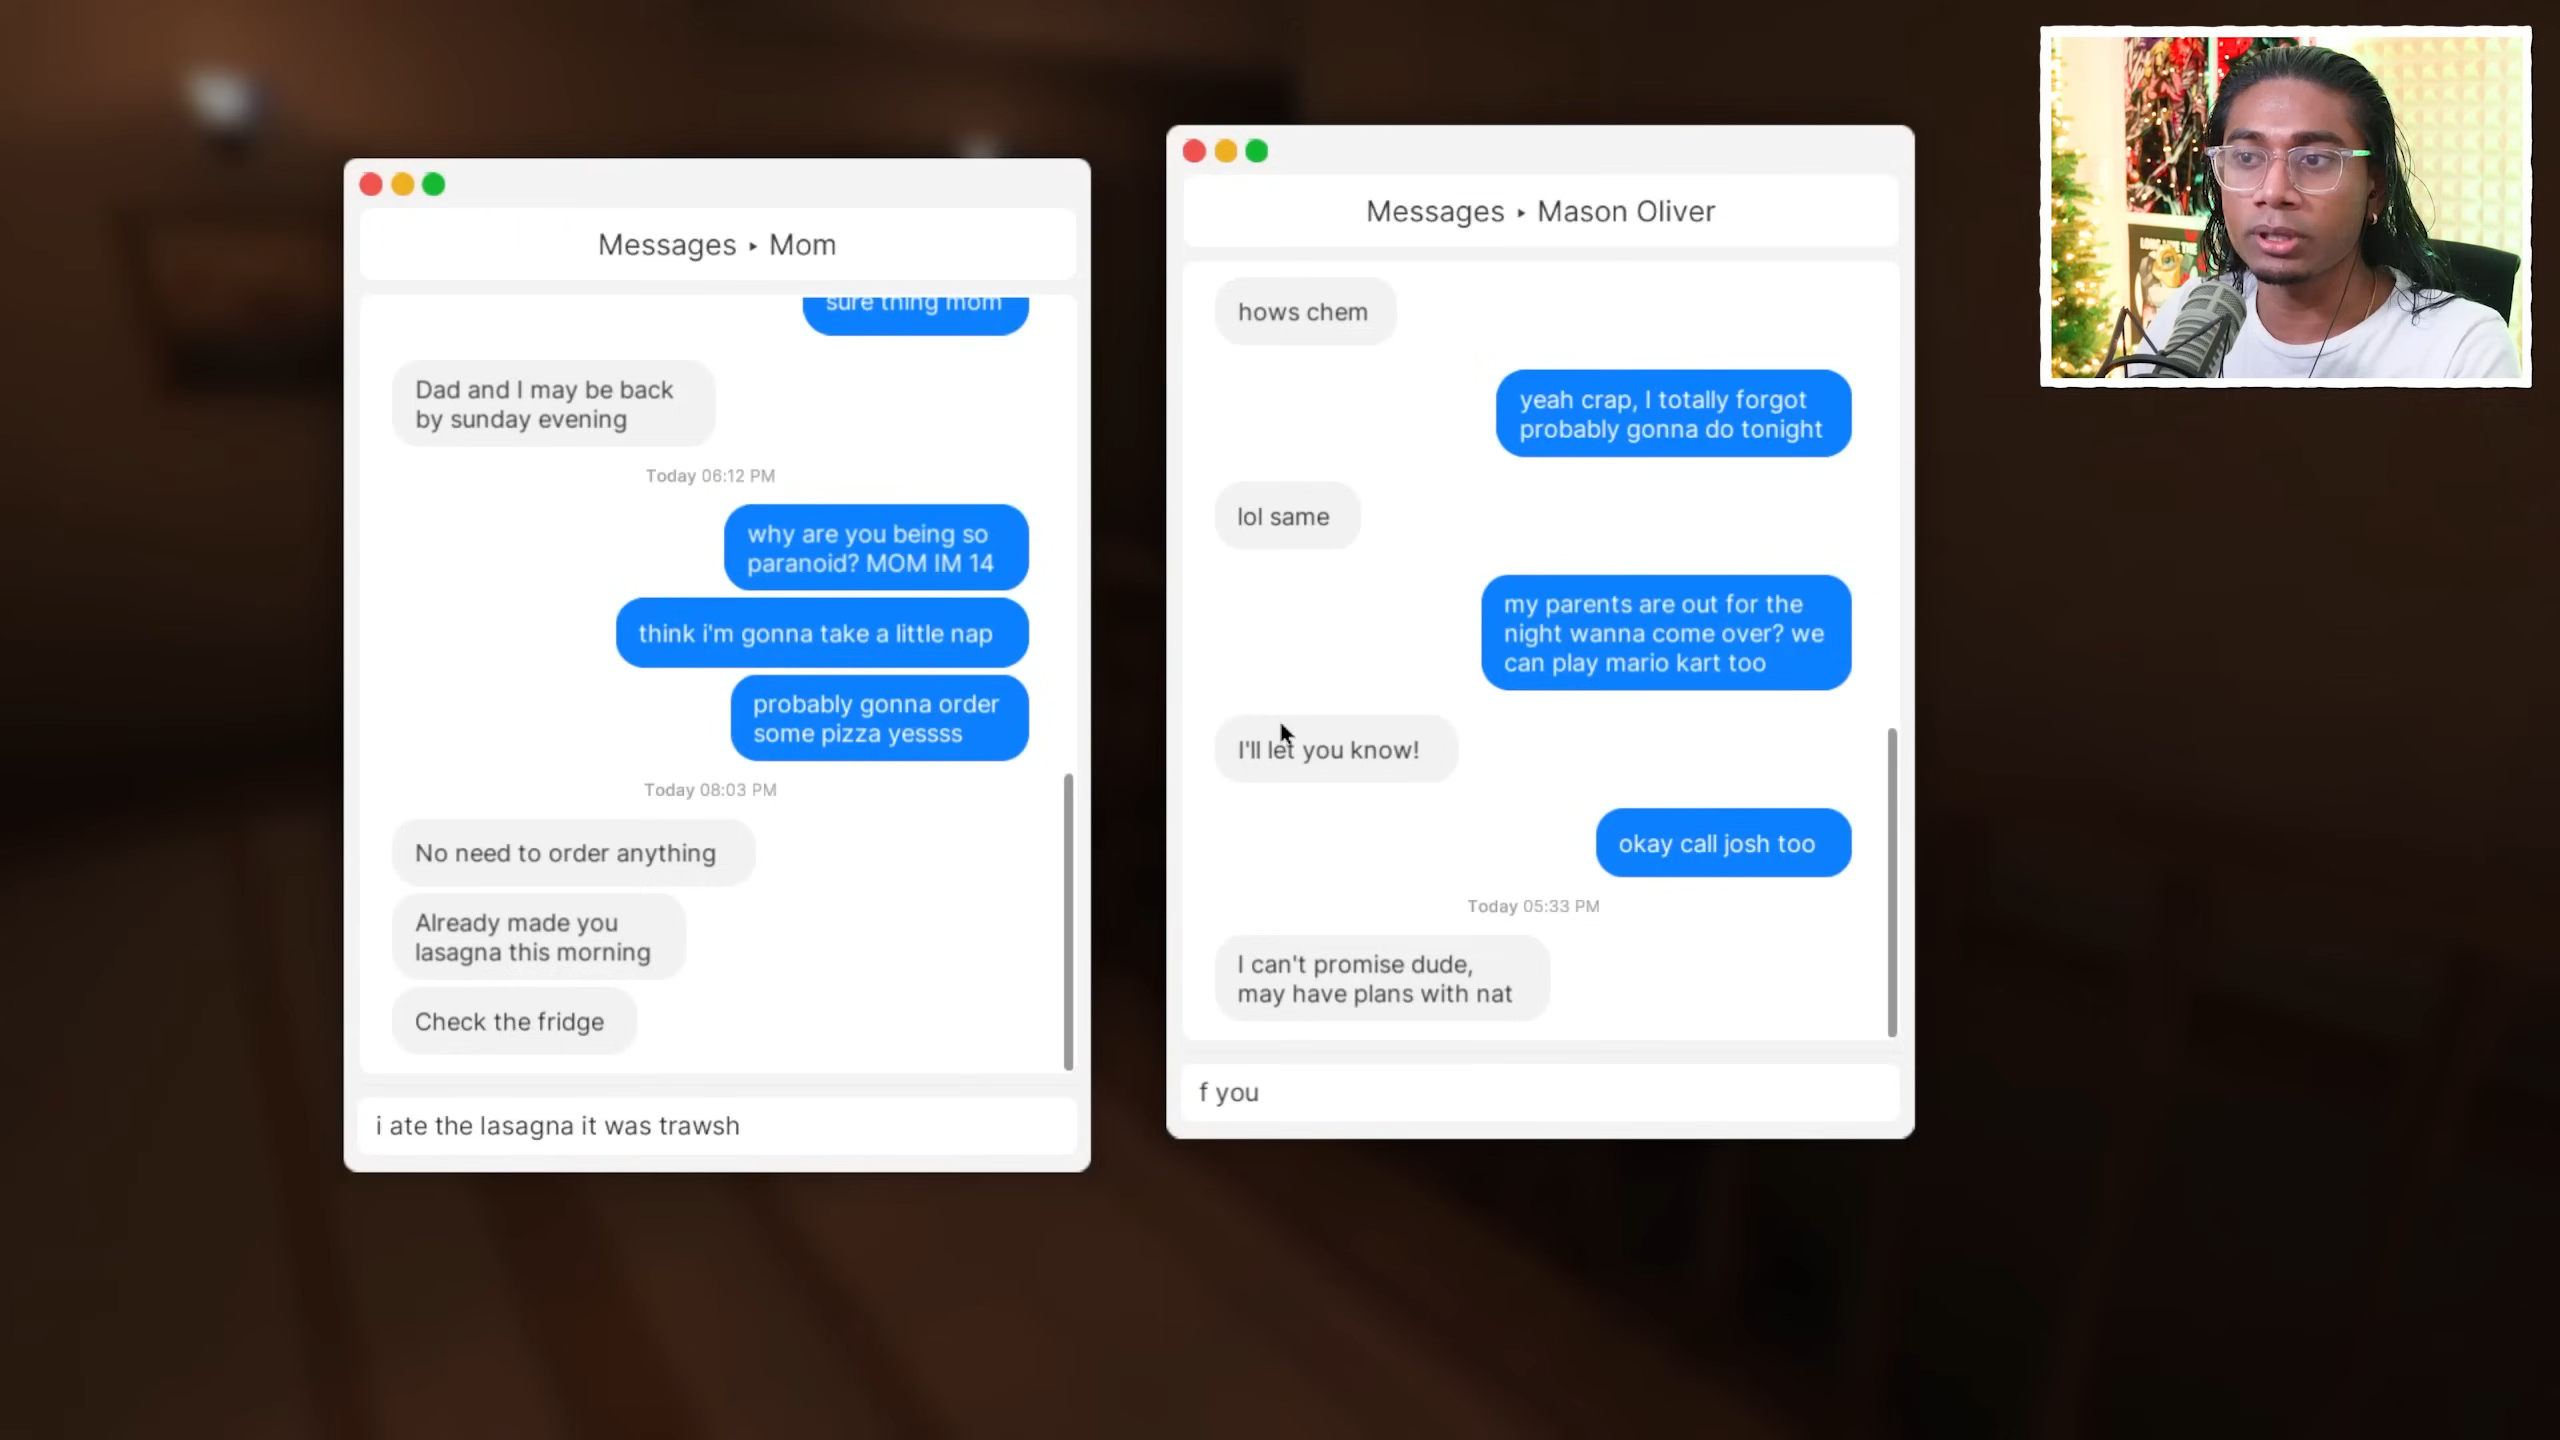 Messages ▸ Mom
sure thing mom
Dad and I may be back
by sunday evening
Today 06:12 PM
why are you being so
paranoid? MOM IM 14
think i'm gonna take a little nap
probably gonna order
some pizza yessss
Today 08:03 PM
No need to order anything
Already made you
lasagna this morning
Check the fridge
i ate the lasagna it was trawsh
Messages ▸ Mason Oliver
hows chem
yeah crap, I totally forgot
probably gonna do tonight
lol same
my parents are out for the
night wanna come over? we
can play mario kart too
I'll let you know!
okay call josh too
Today 05:33 PM
I can't promise dude,
may have plans with nat
f you